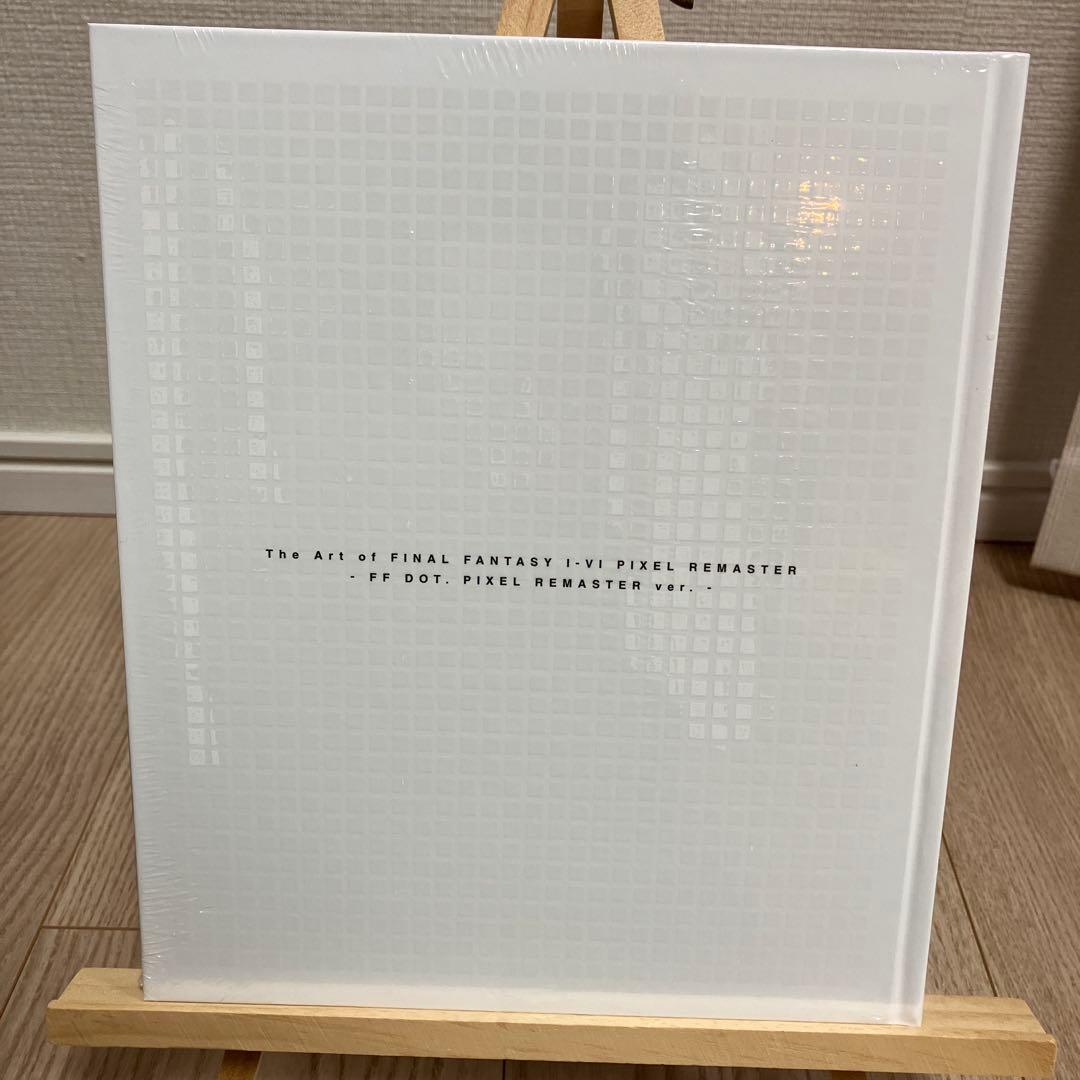 The Art of FINAL FANTASY I-VI PIXEL REMASTER
- FF DOT. PIXEL REMASTER ver. -